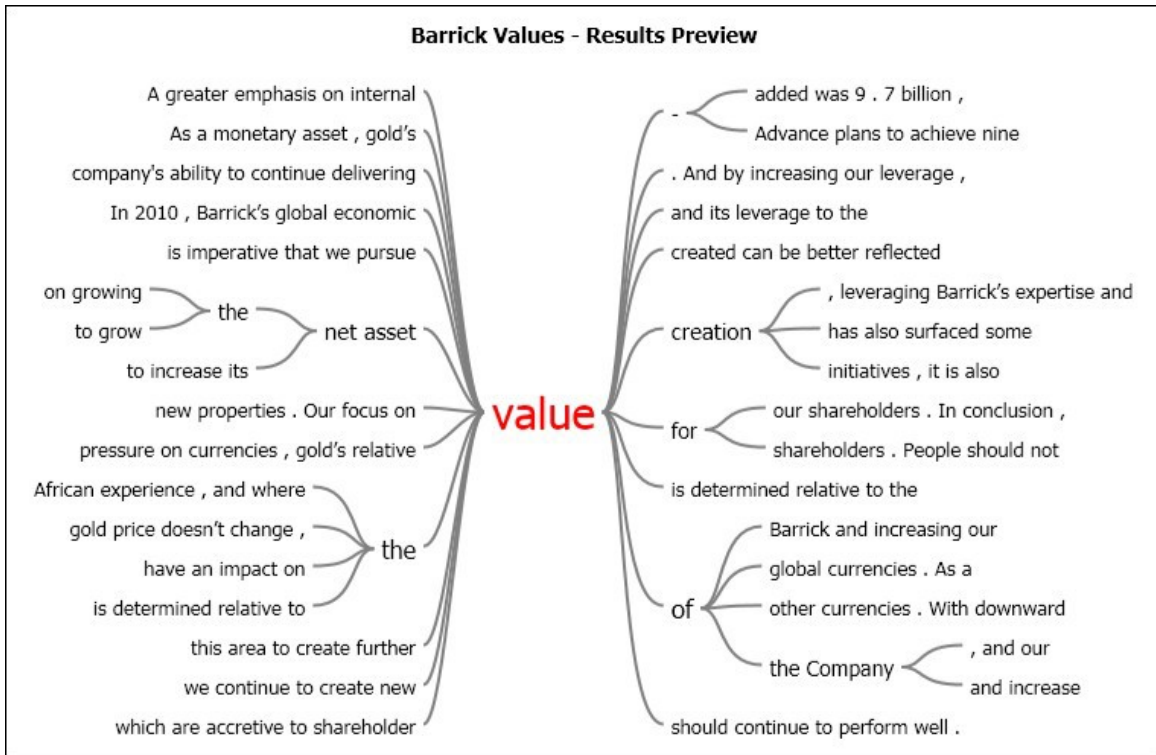 Barrick Values - Results Preview
A greater emphasis on internal
As a monetary asset , gold's
company's ability to continue delivering
In 2010 , Barrick's global economic
is imperative that we pursue
on growing
to grow
the
to increase its
net asset
new properties . Our focus on
pressure on currencies , gold's relative
African experience , and where
gold price doesn't change ,
have an impact on
is determined relative to
the
this area to create further
we continue to create new
which are accretive to shareholder
value
-
added was 9 . 7 billion ,
Advance plans to achieve nine
. And by increasing our leverage ,
and its leverage to the
created can be better reflected
creation
, leveraging Barrick's expertise and
has also surfaced some
initiatives , it is also
for
our shareholders . In conclusion ,
shareholders . People should not
is determined relative to the
of
Barrick and increasing our
global currencies . As a
other currencies . With downward
the Company
, and our
and increase
should continue to perform well .